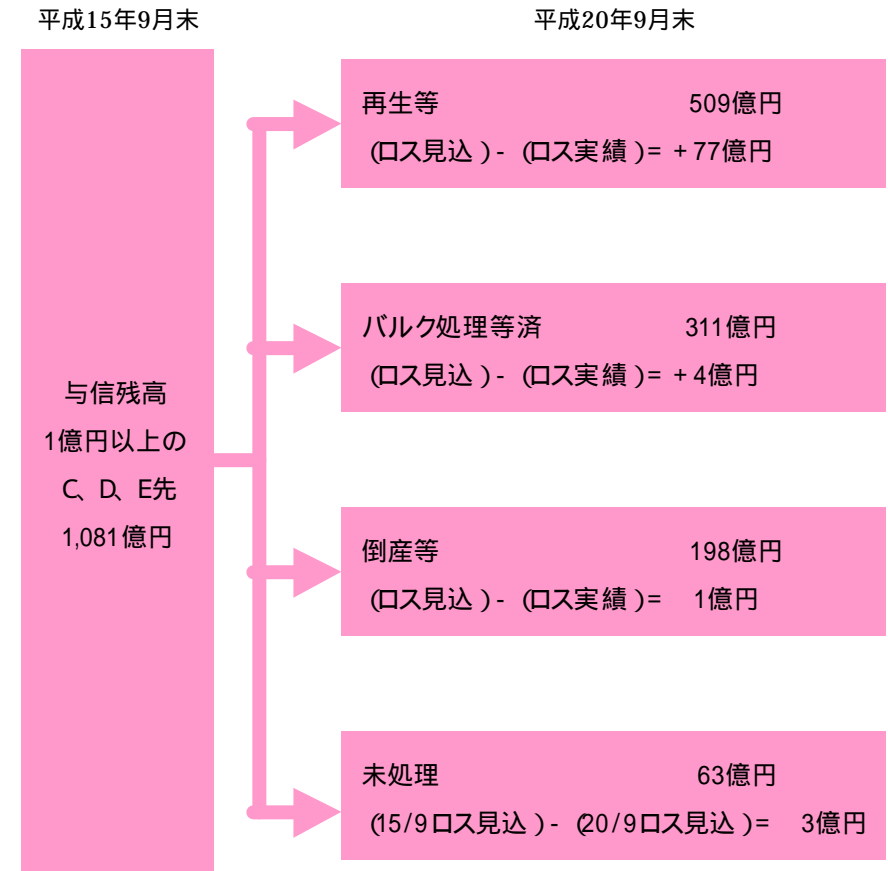 平成15年9月末
平成20年9月末
与信残高
1億円以上の
C、D、E先
1,081億円
再生等 509億円
(ロス見込)-(ロス実績)= +77億円
バルク処理等済 311億円
(ロス見込)-(ロス実績)= +4億円
倒産等 198億円
(ロス見込)-(ロス実績)= 1億円
未処理 63億円
(15/9ロス見込)-(20/9ロス見込)= 3億円